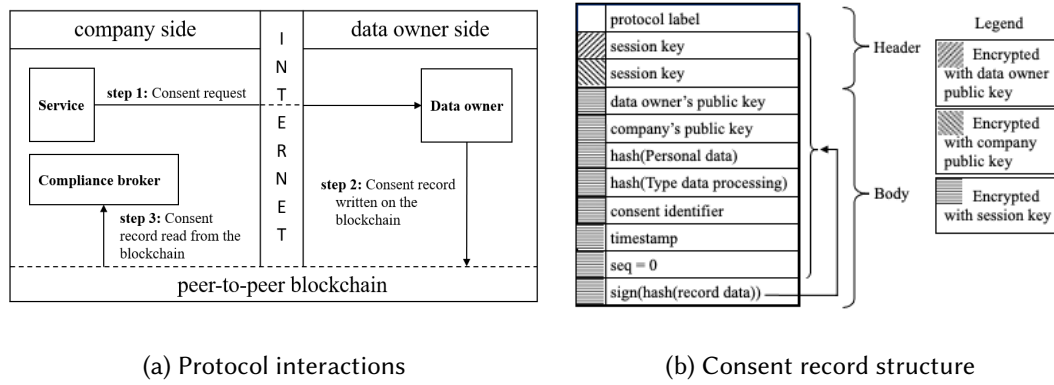 company side
data owner side
I
N
T
E
R
N
E
T
Service
step 1: Consent request
Data owner
Compliance broker
step 2: Consent record
written on the
blockchain
step 3: Consent
record read from the
blockchain
peer-to-peer blockchain
(a) Protocol interactions
protocol label
session key
session key
data owner's public key
company's public key
hash(Personal data)
hash(Type data processing)
consent identifier
timestamp
seq = 0
sign(hash(record data))
Header
Body
Legend
Encrypted
with data owner
public key
Encrypted
with company
public key
Encrypted
with session key
(b) Consent record structure